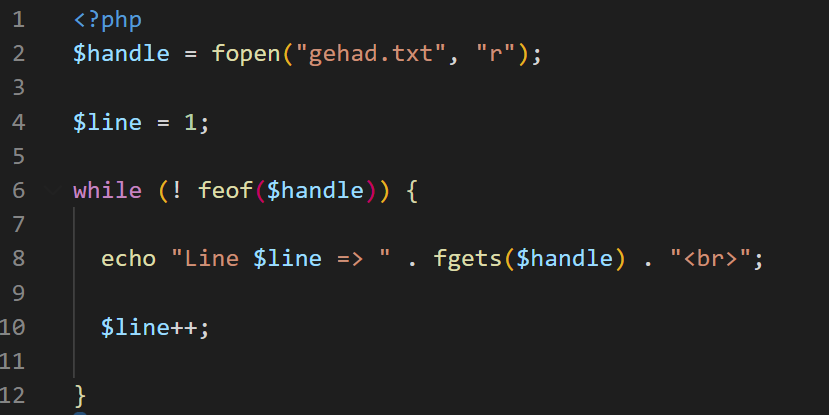 1 <?php
2 $handle = fopen("gehad.txt", "r");
3
4 $line = 1;
5
6 while (! feof($handle)) {
7
8 echo "Line $line => " . fgets($handle) . "<br>";
9
10 $line++;
11
12 }